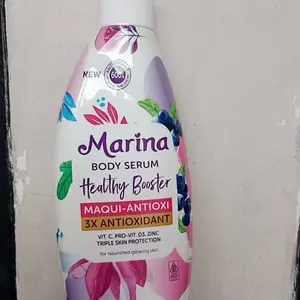 NEW
Marina
BODY SERUM
Healthy Booster
MAQUI-ANTIOXI
3X ANTIOXIDANT
VIT. C, PRO-VIT. D3, ZINC
TRIPLE SKIN PROTECTION
for nourished glowing skin